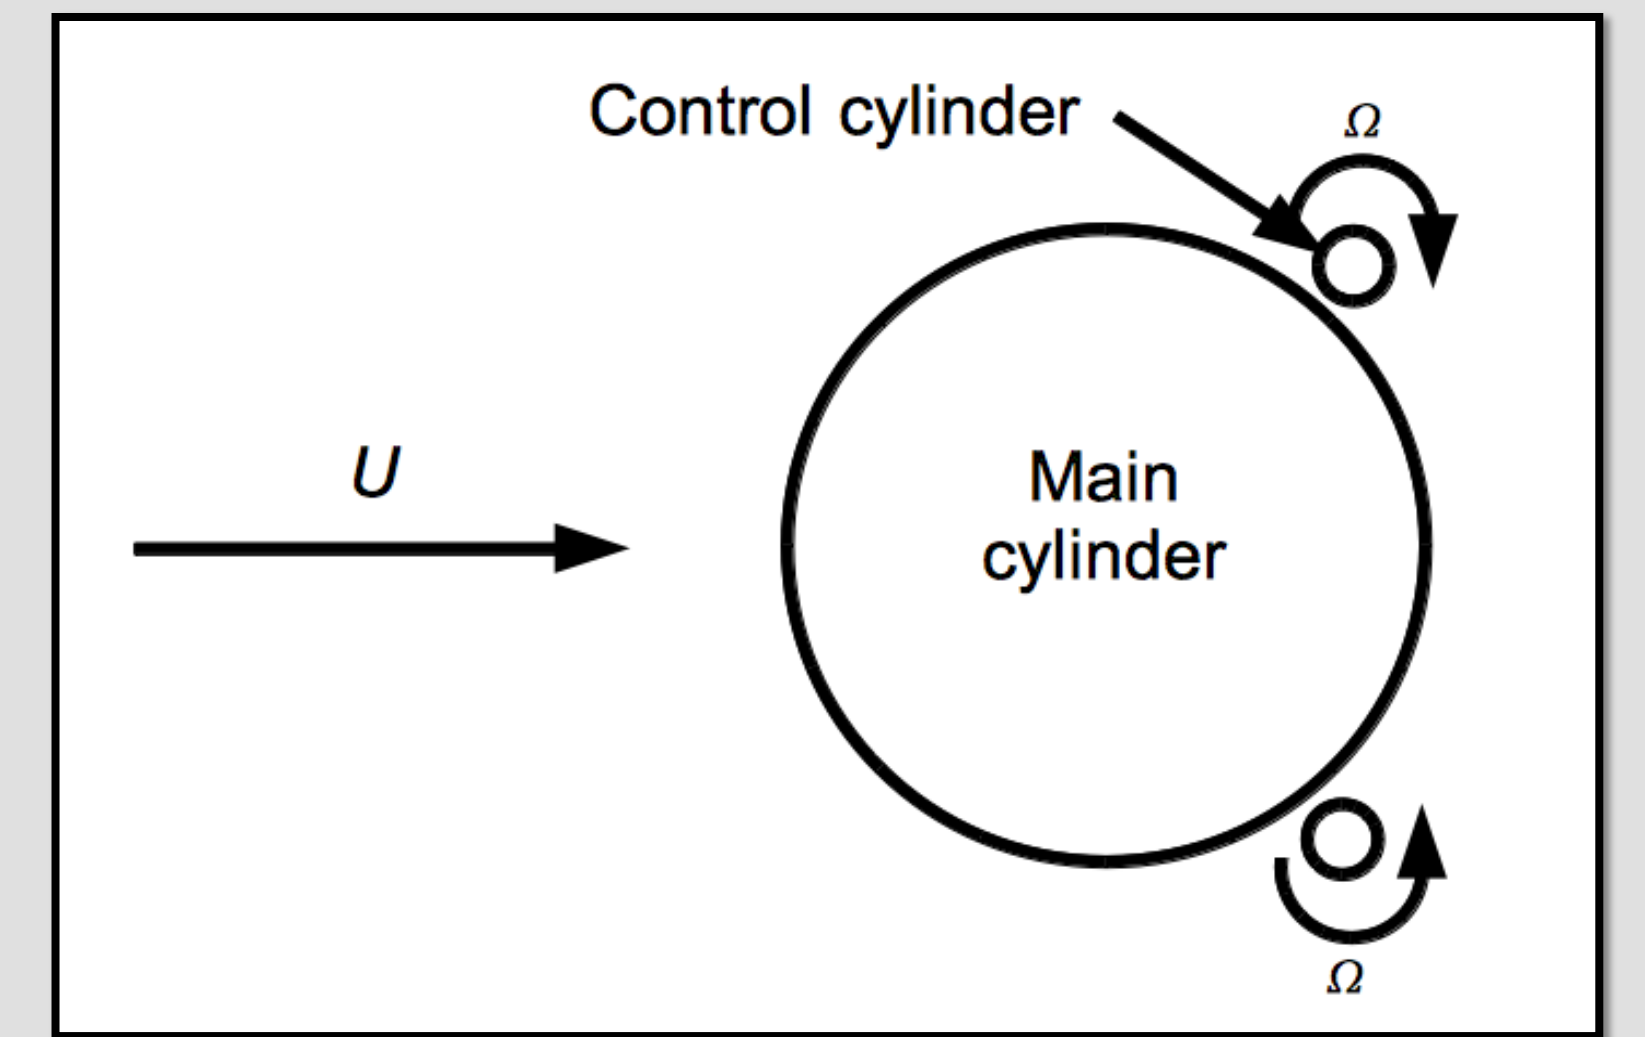 Control cylinder
Ω
U
Main
cylinder
Ω